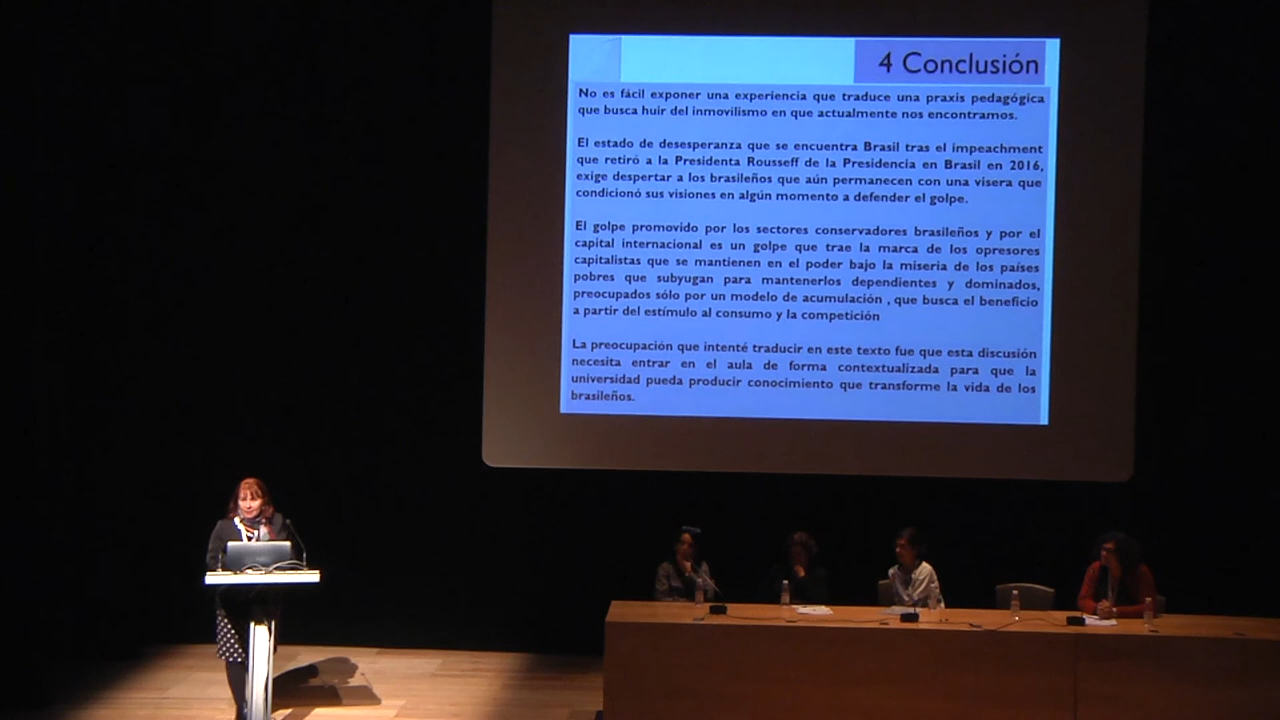 4 Conclusión
No es fácil exponer una experiencia que traduce una praxis pedagógica
que busca huir del inmovilismo en que actualmente nos encontramos.
El estado de desesperanza que se encuentra Brasil tras el impeachment
que retiró a la Presidenta Rousseff de la Presidencia en Brasil en 2016,
exige despertar a los brasileños que aún permanecen con una visera que
condicionó sus visiones en algún momento a defender el golpe.
El golpe promovido por los sectores conservadores brasileños y por el
capital internacional es un golpe que trae la marca de los opresores
capitalistas que se mantienen en el poder bajo la miseria de los países
pobres que subyugan para mantenerlos dependientes y dominados,
preocupados sólo por un modelo de acumulación , que busca el beneficio
a partir del estímulo al consumo y la competición
La preocupación que intenté traducir en este texto fue que esta discusión
necesita entrar en el aula de forma contextualizada para que la
universidad pueda producir conocimiento que transforme la vida de los
brasileños.